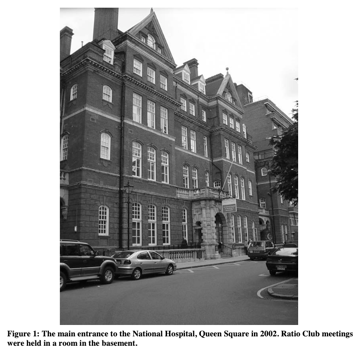 Figure 1: The main entrance to the National Hospital, Queen Square in 2002. Ratio Club meetings
were held in a room in the basement.